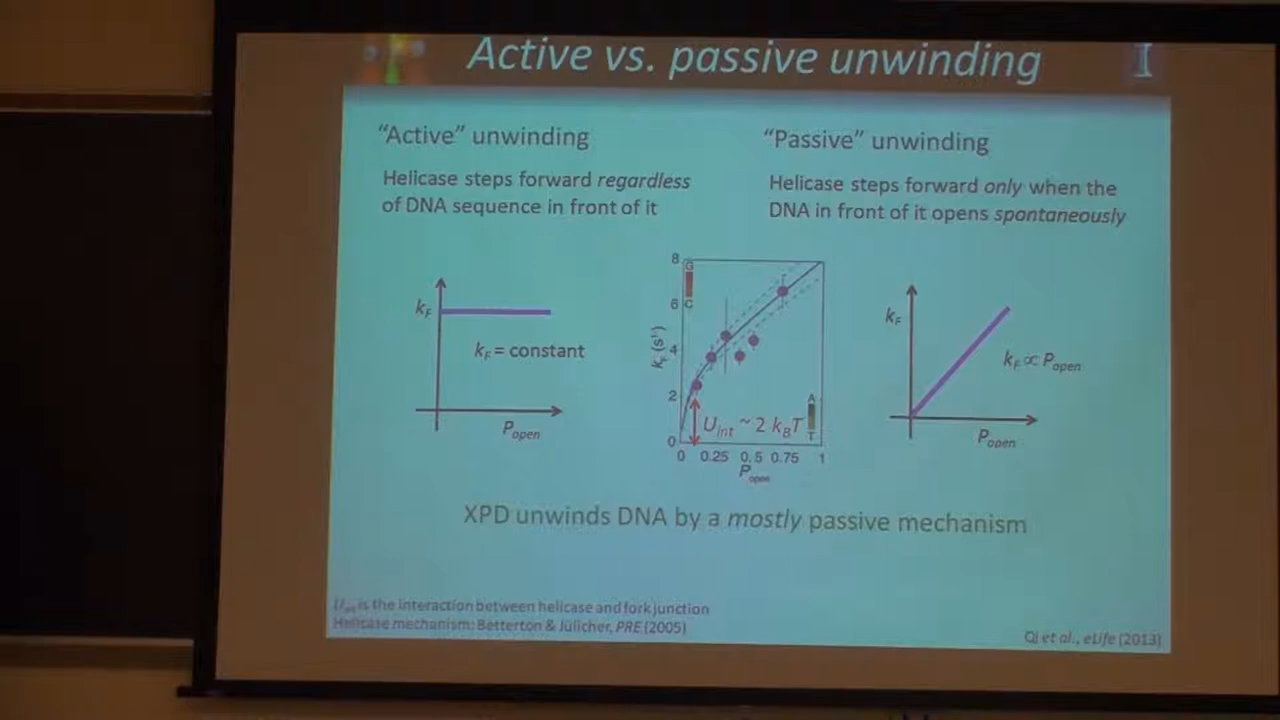 Active vs. passive unwinding
I
“Active” unwinding
Helicase steps forward regardless
of DNA sequence in front of it
“Passive” unwinding
Helicase steps forward only when the
DNA in front of it opens spontaneously
kF
kF = constant
Popen
8
6
4
2
0
kF (s-1)
G
C
A
T
Uint ~ 2 kBT
0 0.25 0.5 0.75 1
Popen
kF
kF ∝ Popen
Popen
XPD unwinds DNA by a mostly passive mechanism
Uint is the interaction between helicase and fork junction
Helicase mechanism: Betterton & Jülicher, PRE (2005)
Qi et al., eLife (2013)